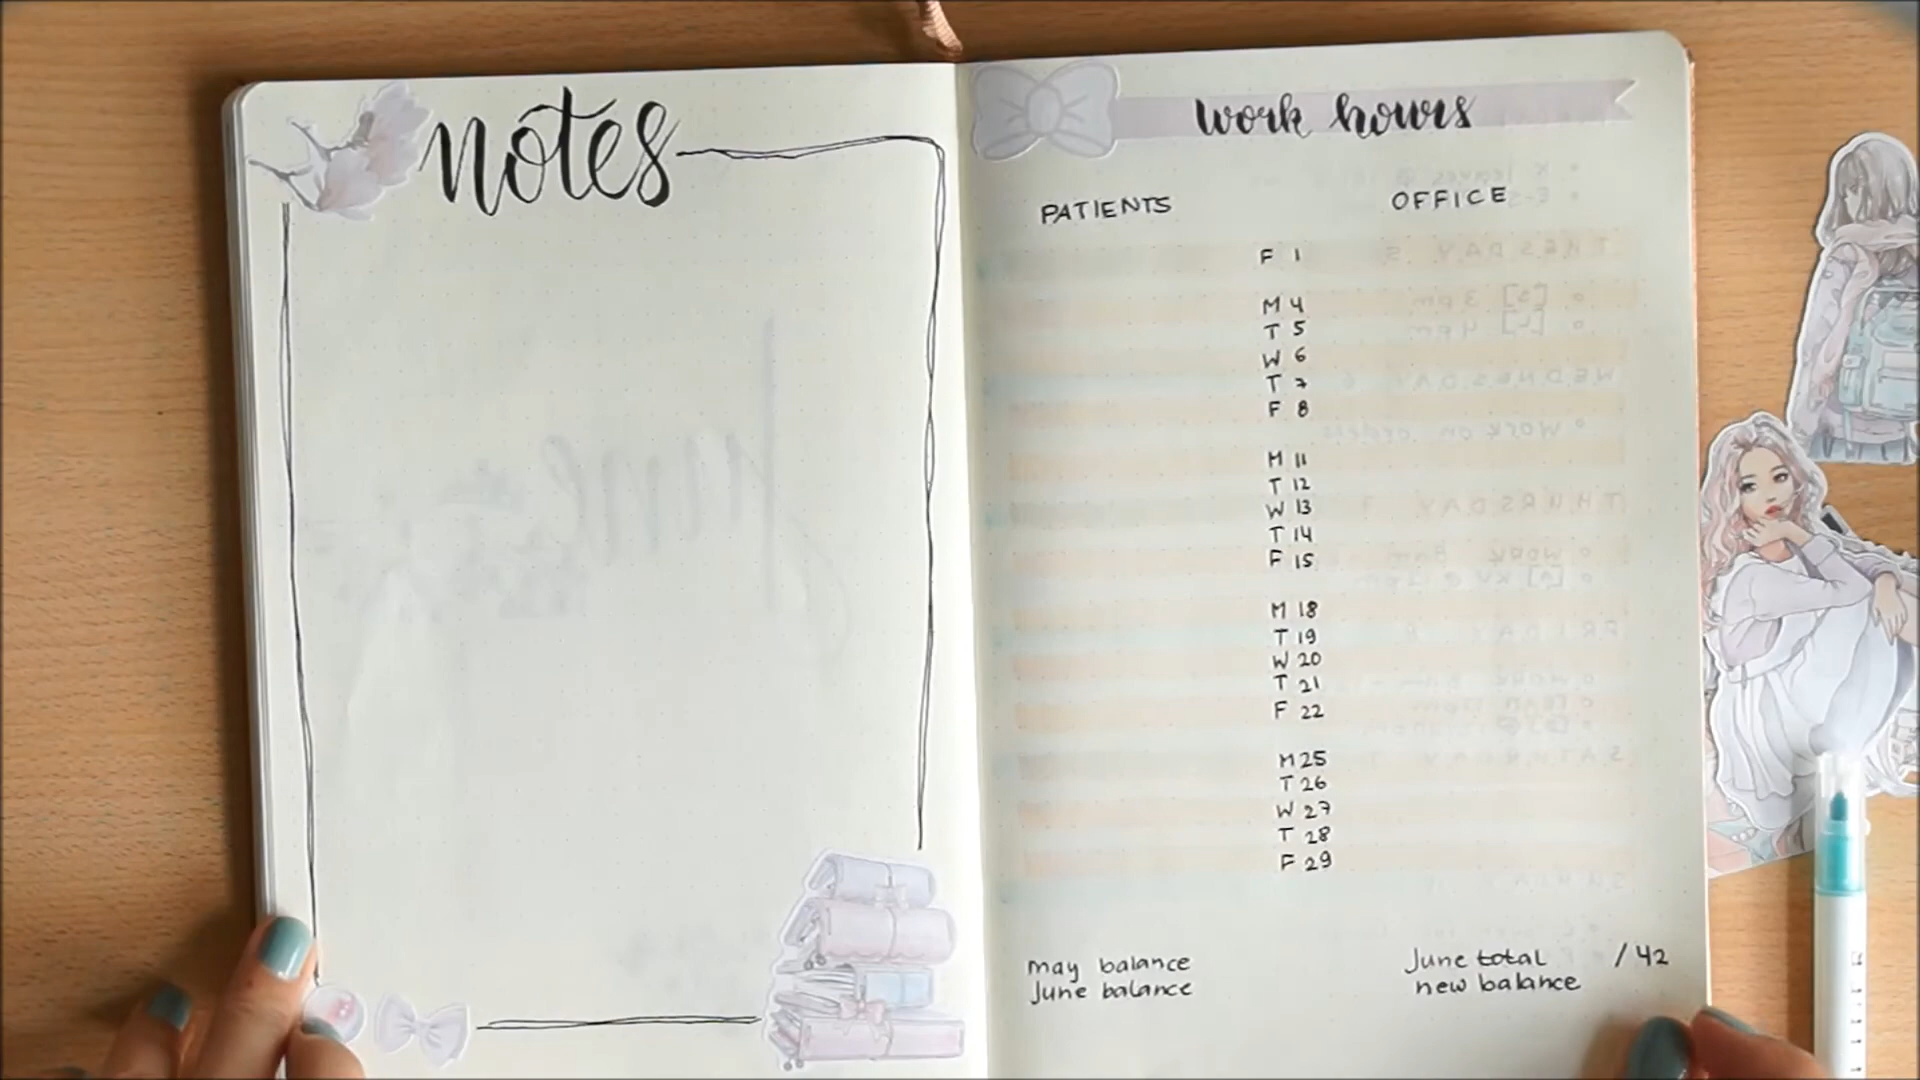 notes
work hours
PATIENTS OFFICE
F 1
M 4
T 5
W 6
T 7
F 8
M 11
T 12
W 13
T 14
F 15
M 18
T 19
W 20
T 21
F 22
M 25
T 26
W 27
T 28
F 29
may balance
June balance
June total / 42
new balance